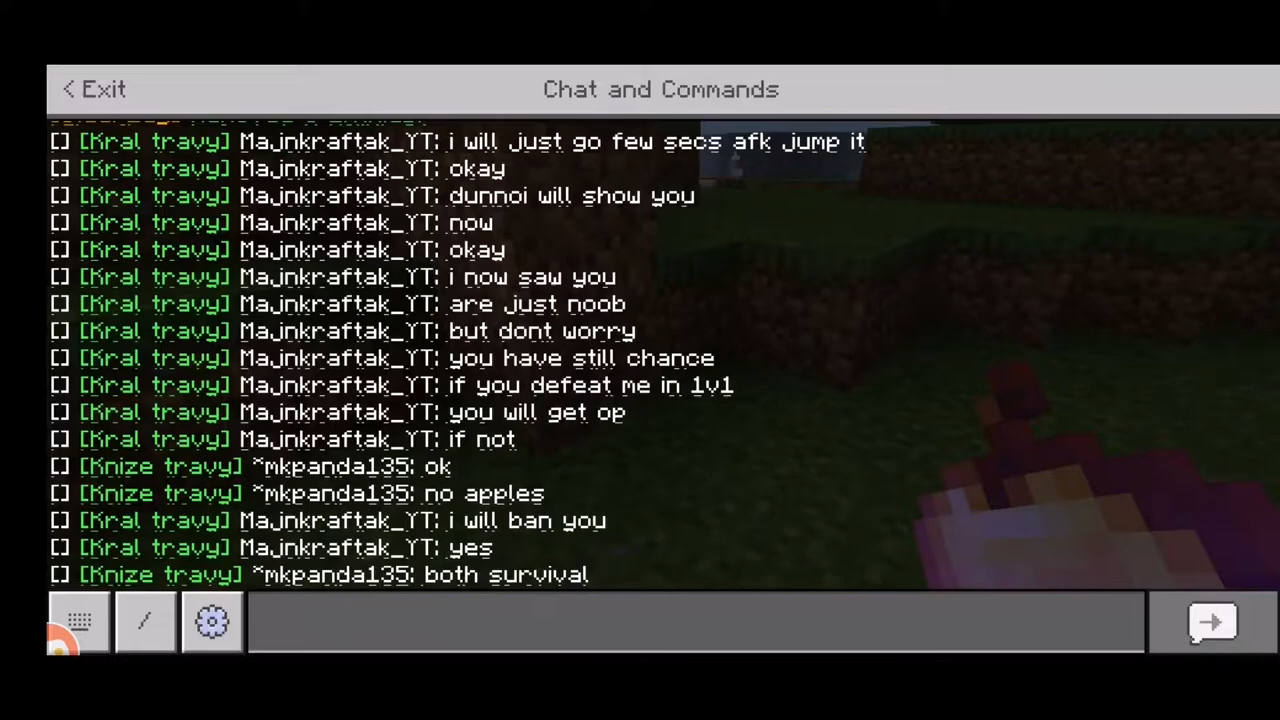 < Exit
Chat and Commands
[] [Kral travy] Majnkraftak_YT: i will just go few secs afk jump it
[] [Kral travy] Majnkraftak_YT: okay
[] [Kral travy] Majnkraftak_YT: dunnoi will show you
[] [Kral travy] Majnkraftak_YT: now
[] [Kral travy] Majnkraftak_YT: okay
[] [Kral travy] Majnkraftak_YT: i now saw you
[] [Kral travy] Majnkraftak_YT: are just noob
[] [Kral travy] Majnkraftak_YT: but dont worry
[] [Kral travy] Majnkraftak_YT: you have still chance
[] [Kral travy] Majnkraftak_YT: if you defeat me in 1v1
[] [Kral travy] Majnkraftak_YT: you will get op
[] [Kral travy] Majnkraftak_YT: if not
[] [Knize travy] ~mkpanda135: ok
[] [Knize travy] ~mkpanda135: no apples
[] [Kral travy] Majnkraftak_YT: i will ban you
[] [Kral travy] Majnkraftak_YT: yes
[] [Knize travy] ~mkpanda135: both survival
/